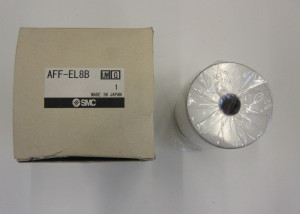 AFF-EL8B
1
MADE IN JAPAN
SMC